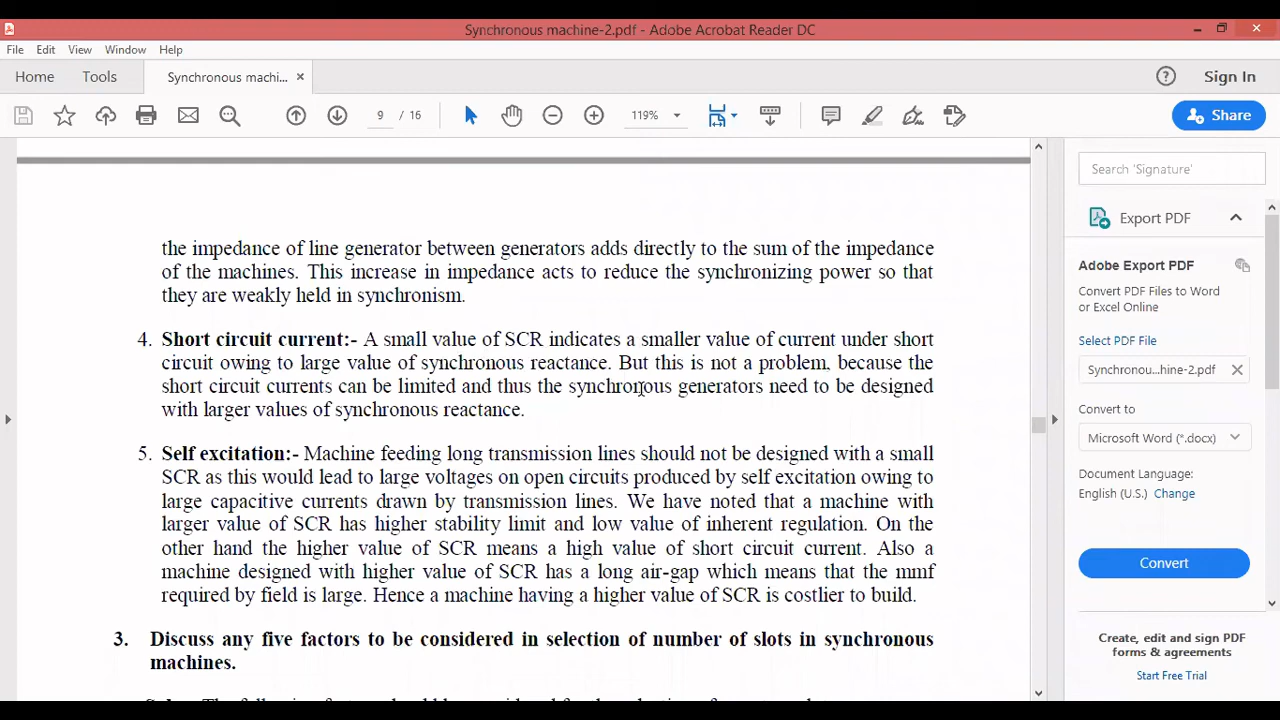 Synchronous machine-2.pdf - Adobe Acrobat Reader DC
File Edit View Window Help
Home Tools Synchronous machi... × Sign In
9 / 16 119% Share
the impedance of line generator between generators adds directly to the sum of the impedance
of the machines. This increase in impedance acts to reduce the synchronizing power so that
they are weakly held in synchronism.
4. Short circuit current:- A small value of SCR indicates a smaller value of current under short
circuit owing to large value of synchronous reactance. But this is not a problem, because the
short circuit currents can be limited and thus the synchronous generators need to be designed
with larger values of synchronous reactance.
5. Self excitation:- Machine feeding long transmission lines should not be designed with a small
SCR as this would lead to large voltages on open circuits produced by self excitation owing to
large capacitive currents drawn by transmission lines. We have noted that a machine with
larger value of SCR has higher stability limit and low value of inherent regulation. On the
other hand the higher value of SCR means a high value of short circuit current. Also a
machine designed with higher value of SCR has a long air-gap which means that the mmf
required by field is large. Hence a machine having a higher value of SCR is costlier to build.
3. Discuss any five factors to be considered in selection of number of slots in synchronous
machines.
Search 'Signature'
Export PDF
Adobe Export PDF
Convert PDF Files to Word
or Excel Online
Select PDF File
Synchronou...hine-2.pdf ×
Convert to
Microsoft Word (*.docx)
Document Language:
English (U.S.) Change
Convert
Create, edit and sign PDF
forms & agreements
Start Free Trial